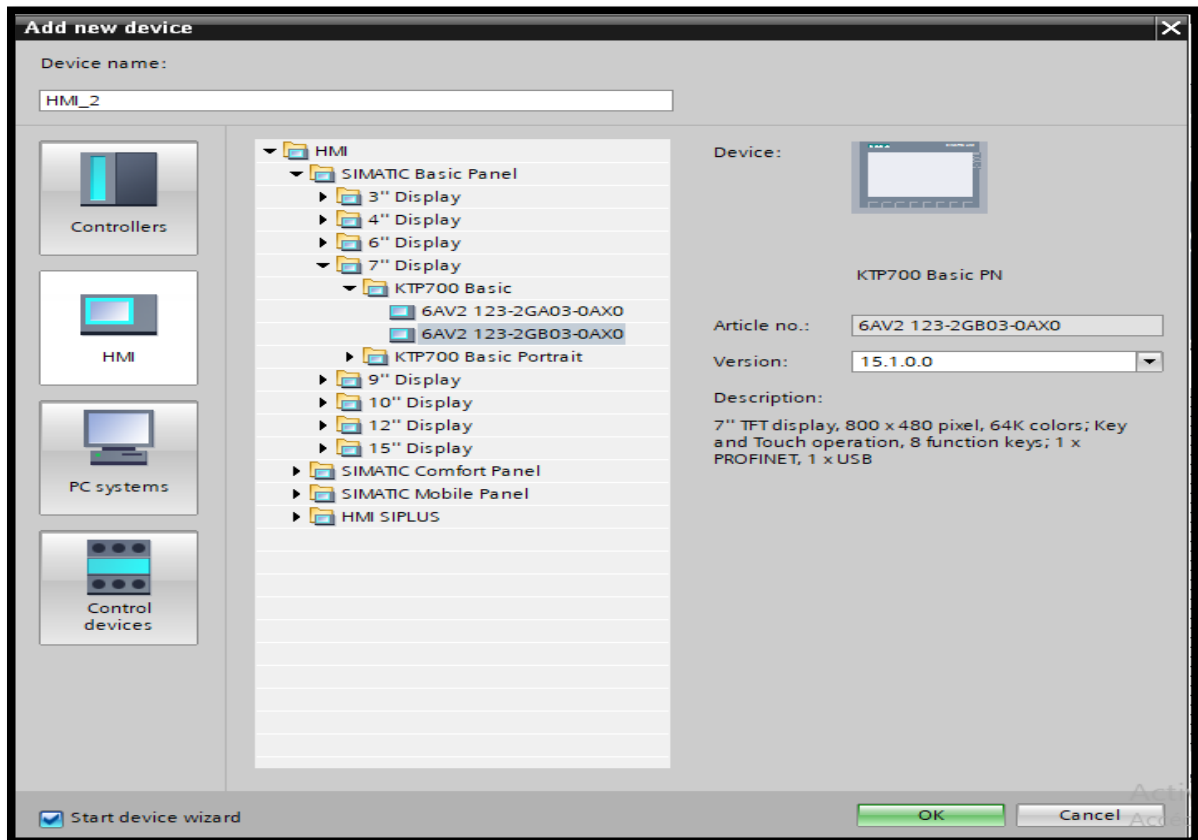 Add new device
Device name:
HMI_2
Controllers
HMI
PC systems
Control
devices
HMI
SIMATIC Basic Panel
3'' Display
4'' Display
6'' Display
7'' Display
KTP700 Basic
6AV2 123-2GA03-0AX0
6AV2 123-2GB03-0AX0
KTP700 Basic Portrait
9'' Display
10'' Display
12'' Display
15'' Display
SIMATIC Comfort Panel
SIMATIC Mobile Panel
HMI SIPLUS
Device:
KTP700 Basic PN
Article no.:
6AV2 123-2GB03-0AX0
Version:
15.1.0.0
Description:
7'' TFT display, 800 x 480 pixel, 64K colors; Key
and Touch operation, 8 function keys; 1 x
PROFINET, 1 x USB
Start device wizard
OK
Cancel